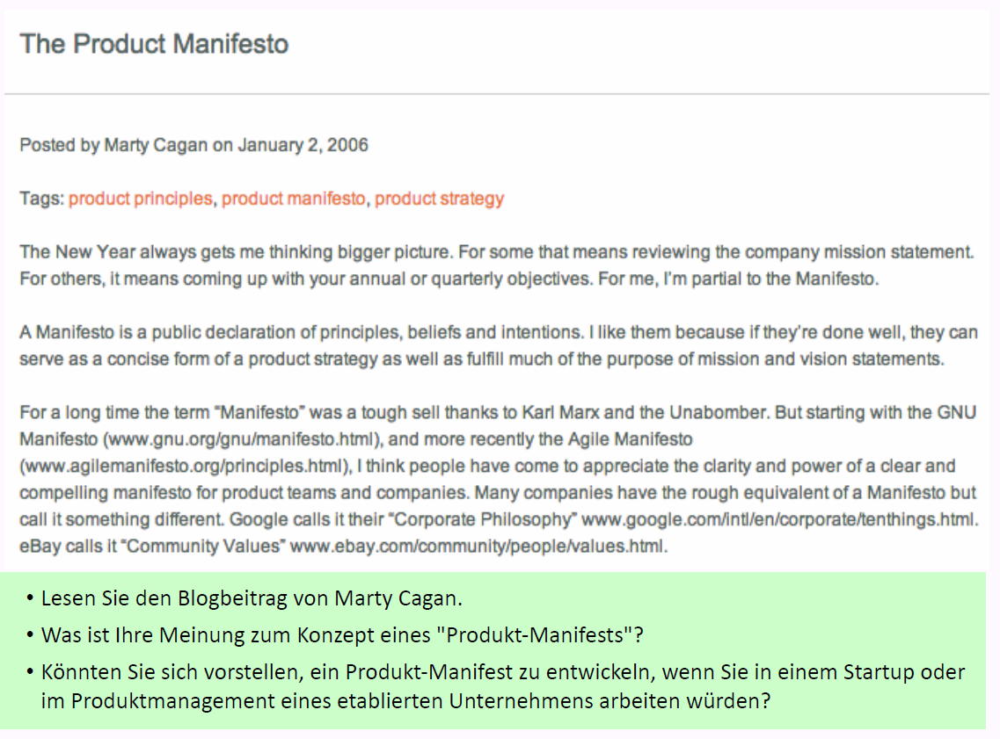 The Product Manifesto
Posted by Marty Cagan on January 2, 2006
Tags: product principles, product manifesto, product strategy
The New Year always gets me thinking bigger picture. For some that means reviewing the company mission statement.
For others, it means coming up with your annual or quarterly objectives. For me, I'm partial to the Manifesto.
A Manifesto is a public declaration of principles, beliefs and intentions. I like them because if they're done well, they can
serve as a concise form of a product strategy as well as fulfill much of the purpose of mission and vision statements.
For a long time the term “Manifesto” was a tough sell thanks to Karl Marx and the Unabomber. But starting with the GNU
Manifesto (www.gnu.org/gnu/manifesto.html), and more recently the Agile Manifesto
(www.agilemanifesto.org/principles.html), I think people have come to appreciate the clarity and power of a clear and
compelling manifesto for product teams and companies. Many companies have the rough equivalent of a Manifesto but
call it something different. Google calls it their “Corporate Philosophy” www.google.com/intl/en/corporate/tenthings.html.
eBay calls it “Community Values” www.ebay.com/community/people/values.html.
• Lesen Sie den Blogbeitrag von Marty Cagan.
• Was ist Ihre Meinung zum Konzept eines "Produkt-Manifests"?
• Könnten Sie sich vorstellen, ein Produkt-Manifest zu entwickeln, wenn Sie in einem Startup oder
im Produktmanagement eines etablierten Unternehmens arbeiten würden?